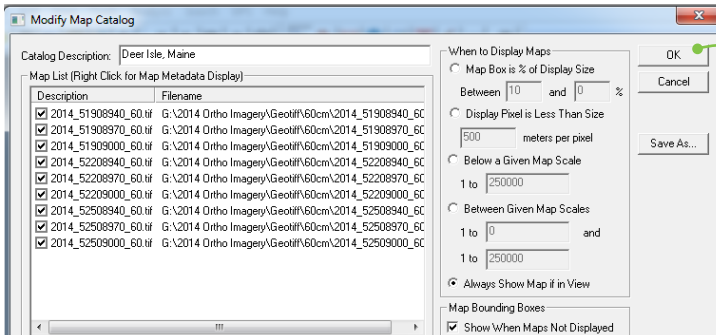 Modify Map Catalog
Catalog Description: Deer Isle, Maine
Map List (Right Click for Map Metadata Display)
Description Filename
2014_51908940_60.tif G:\2014 Ortho Imagery\Geotiff\60cm\2014_51908940_60
2014_51908970_60.tif G:\2014 Ortho Imagery\Geotiff\60cm\2014_51908970_60
2014_51909000_60.tif G:\2014 Ortho Imagery\Geotiff\60cm\2014_51909000_60
2014_52208940_60.tif G:\2014 Ortho Imagery\Geotiff\60cm\2014_52208940_60
2014_52208970_60.tif G:\2014 Ortho Imagery\Geotiff\60cm\2014_52208970_60
2014_52209000_60.tif G:\2014 Ortho Imagery\Geotiff\60cm\2014_52209000_60
2014_52508940_60.tif G:\2014 Ortho Imagery\Geotiff\60cm\2014_52508940_60
2014_52508970_60.tif G:\2014 Ortho Imagery\Geotiff\60cm\2014_52508970_60
2014_52509000_60.tif G:\2014 Ortho Imagery\Geotiff\60cm\2014_52509000_60
When to Display Maps
Map Box is % of Display Size
Between 10 and 0 %
Display Pixel is Less Than Size
500 meters per pixel
Below a Given Map Scale
1 to 250000
Between Given Map Scales
1 to 0 and
1 to 250000
Always Show Map if in View
Map Bounding Boxes
Show When Maps Not Displayed
OK
Cancel
Save As...